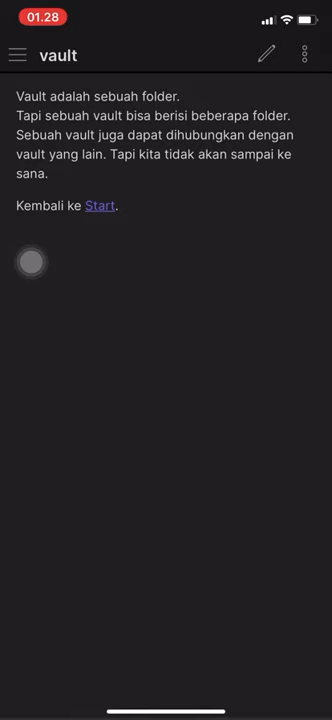 01.28
vault
Vault adalah sebuah folder.
Tapi sebuah vault bisa berisi beberapa folder.
Sebuah vault juga dapat dihubungkan dengan
vault yang lain. Tapi kita tidak akan sampai ke
sana.
Kembali ke Start.